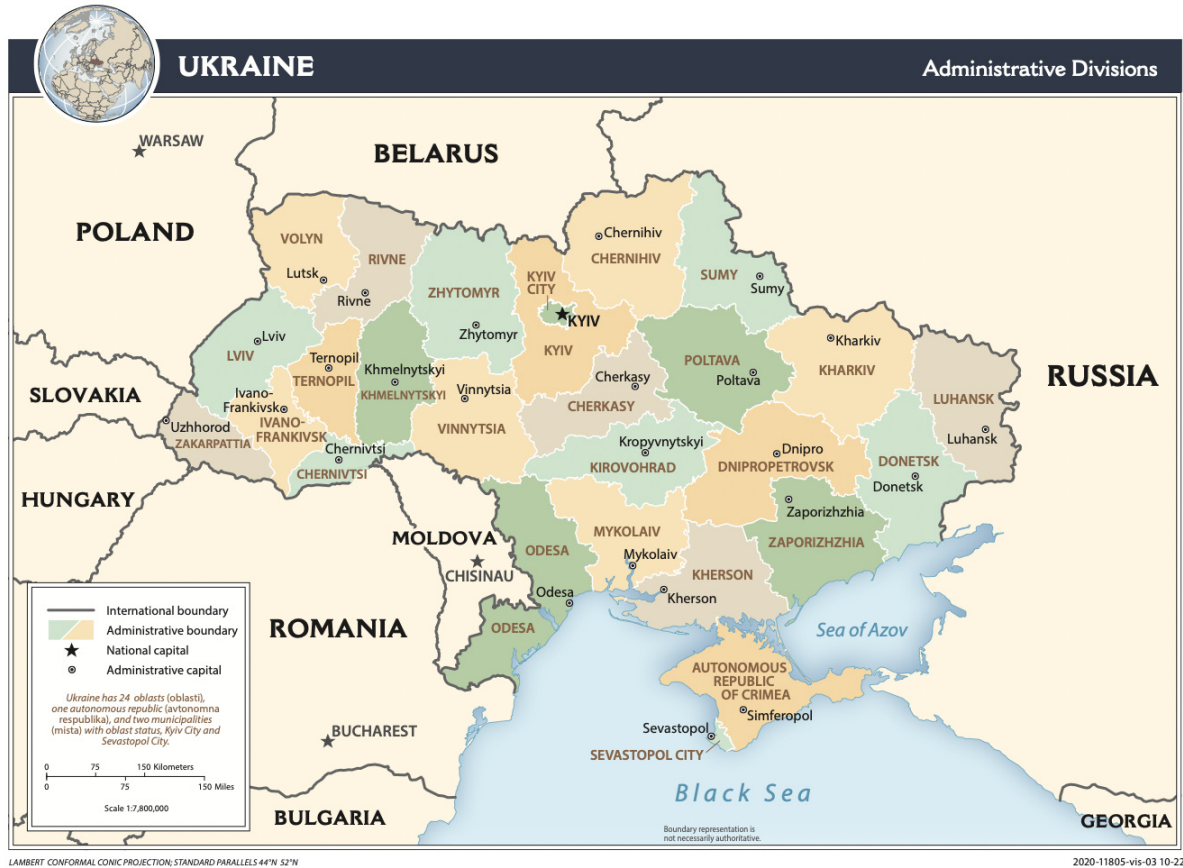 UKRAINE
Administrative Divisions
WARSAW
BELARUS
POLAND
Chernihiv
CHERNIHIV
VOLYN
RIVNE
SUMY
Sumy
KYIV
CITY
Lutsk
Rivne
ZHYTOMYR
Zhytomyr
KYIV
KYIV
Lviv
LVIV
Ternopil
TERNOPIL
Khmelnytskyi
KHMELNYTSKYI
Kharkiv
KHARKIV
POLTAVA
Poltava
RUSSIA
SLOVAKIA
Ivano-
Frankivsk
IVANO-
FRANKIVSK
Vinnytsia
VINNYTSIA
Cherkasy
CHERKASY
LUHANSK
Luhansk
Uzhhorod
ZAKARPATTIA
Chernivtsi
CHERNIVTSI
Kropyvnytskyi
KIROVOHRAD
Dnipro
DNIPROPETROVSK
DONETSK
Donetsk
HUNGARY
MOLDOVA
CHISINAU
ODESA
Odesa
MYKOLAIV
Mykolaiv
Zaporizhzhia
ZAPORIZHZHIA
KHERSON
Kherson
ROMANIA
ODESA
Sea of Azov
AUTONOMOUS
REPUBLIC
OF CRIMEA
Simferopol
Sevastopol
SEVASTOPOL CITY
Black Sea
BUCHAREST
BULGARIA
GEORGIA
International boundary
Administrative boundary
National capital
Administrative capital
Ukraine has 24 oblasts (oblasti),
one autonomous republic (avtonomna
respublika), and two municipalities
(mista) with oblast status, Kyiv City and
Sevastopol City.
0 75 150 Kilometers
0 75 150 Miles
Scale 1:7,800,000
Boundary representation is
not necessarily authoritative.
LAMBERT CONFORMAL CONIC PROJECTION; STANDARD PARALLELS 44°N 52°N
2020-11805-vis-03 10-22